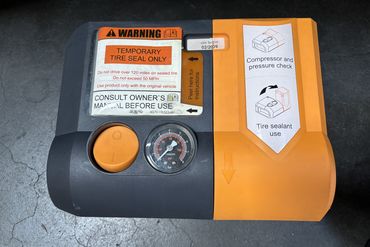 WARNING
TEMPORARY
TIRE SEAL ONLY
Do not drive over 120 miles on sealed tire
Do not exceed 50 MPH
Use product only with the original vehicle
CONSULT OWNER'S
MANUAL BEFORE USE
Peel here for
instructions
Compressor and
pressure check
Tire sealant
use